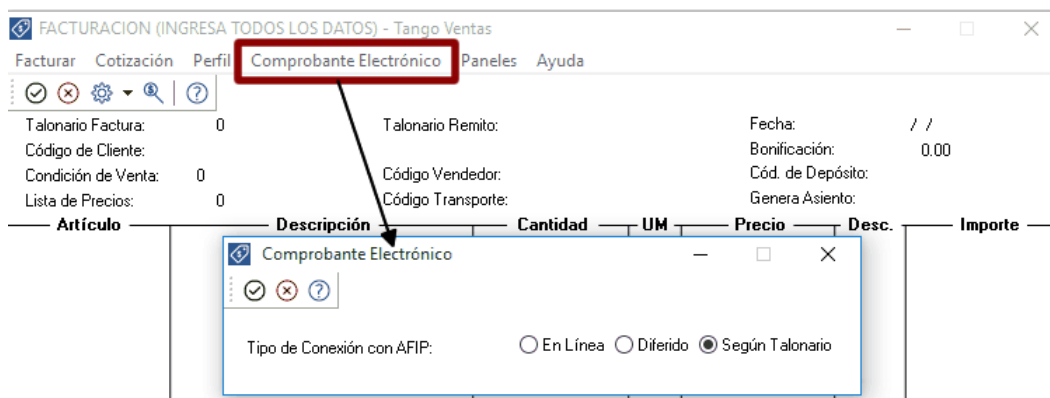 FACTURACION (INGRESA TODOS LOS DATOS) - Tango Ventas
Facturar Cotización Perfil Comprobante Electrónico Paneles Ayuda
Talonario Factura: 0 Talonario Remito: Fecha: / /
Código de Cliente: Bonificación: 0.00
Condición de Venta: 0 Código Vendedor: Cód. de Depósito:
Lista de Precios: 0 Código Transporte: Genera Asiento:
Artículo Descripción Cantidad UM Precio Desc. Importe
Comprobante Electrónico
Tipo de Conexión con AFIP: En Línea Diferido Según Talonario